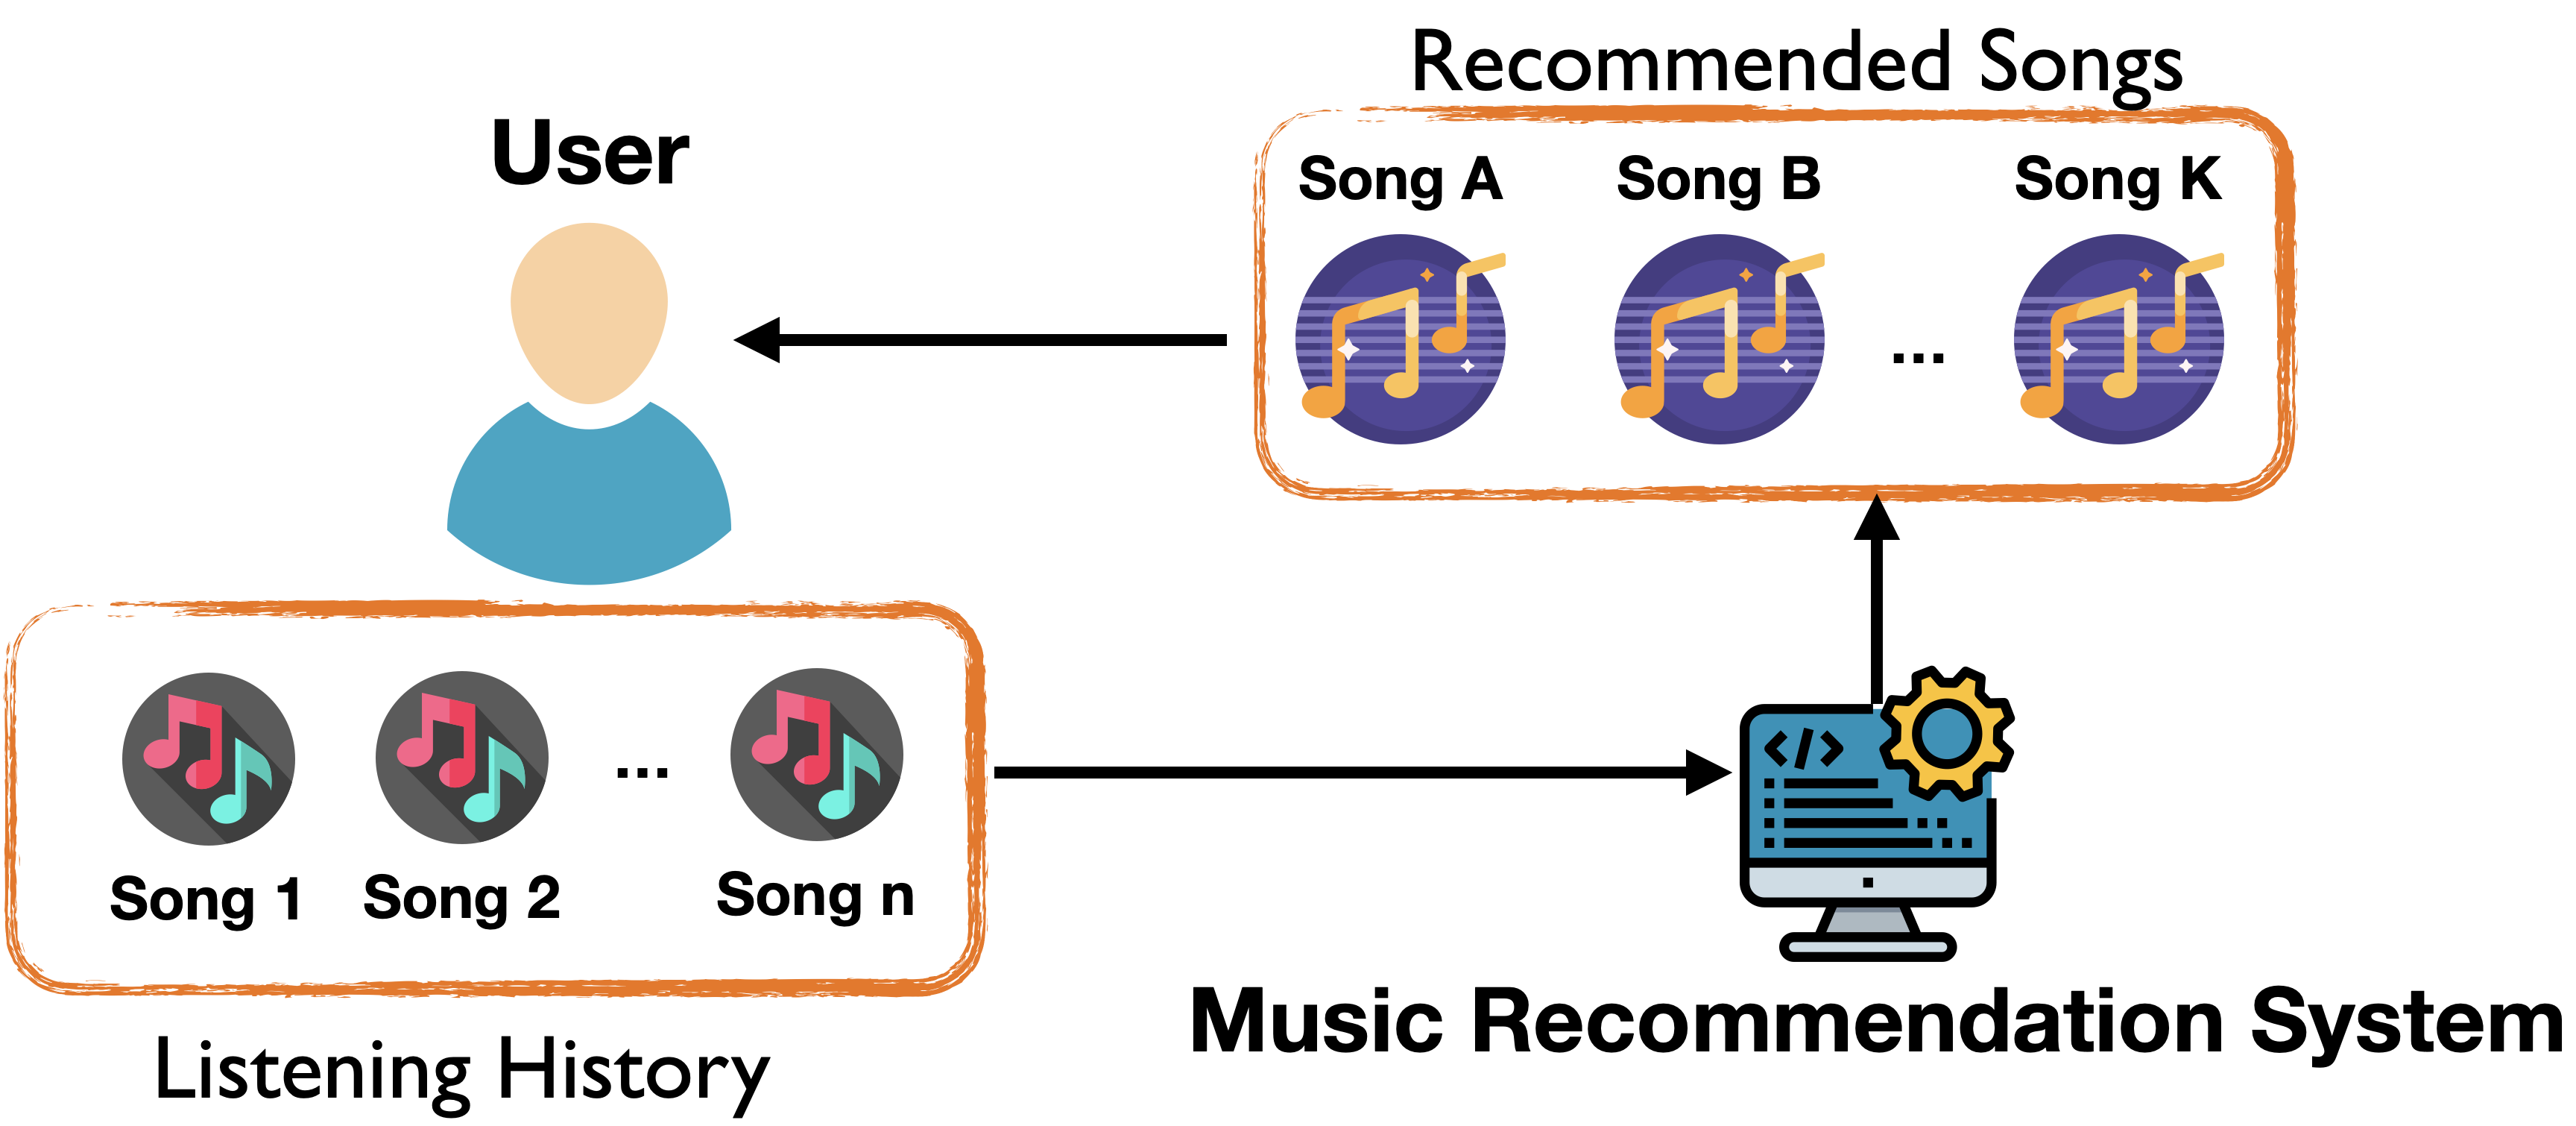 Recommended Songs
User
Song A
Song B
...
Song K
...
Song 1
Song 2
Song n
</>
Listening History
Music Recommendation System